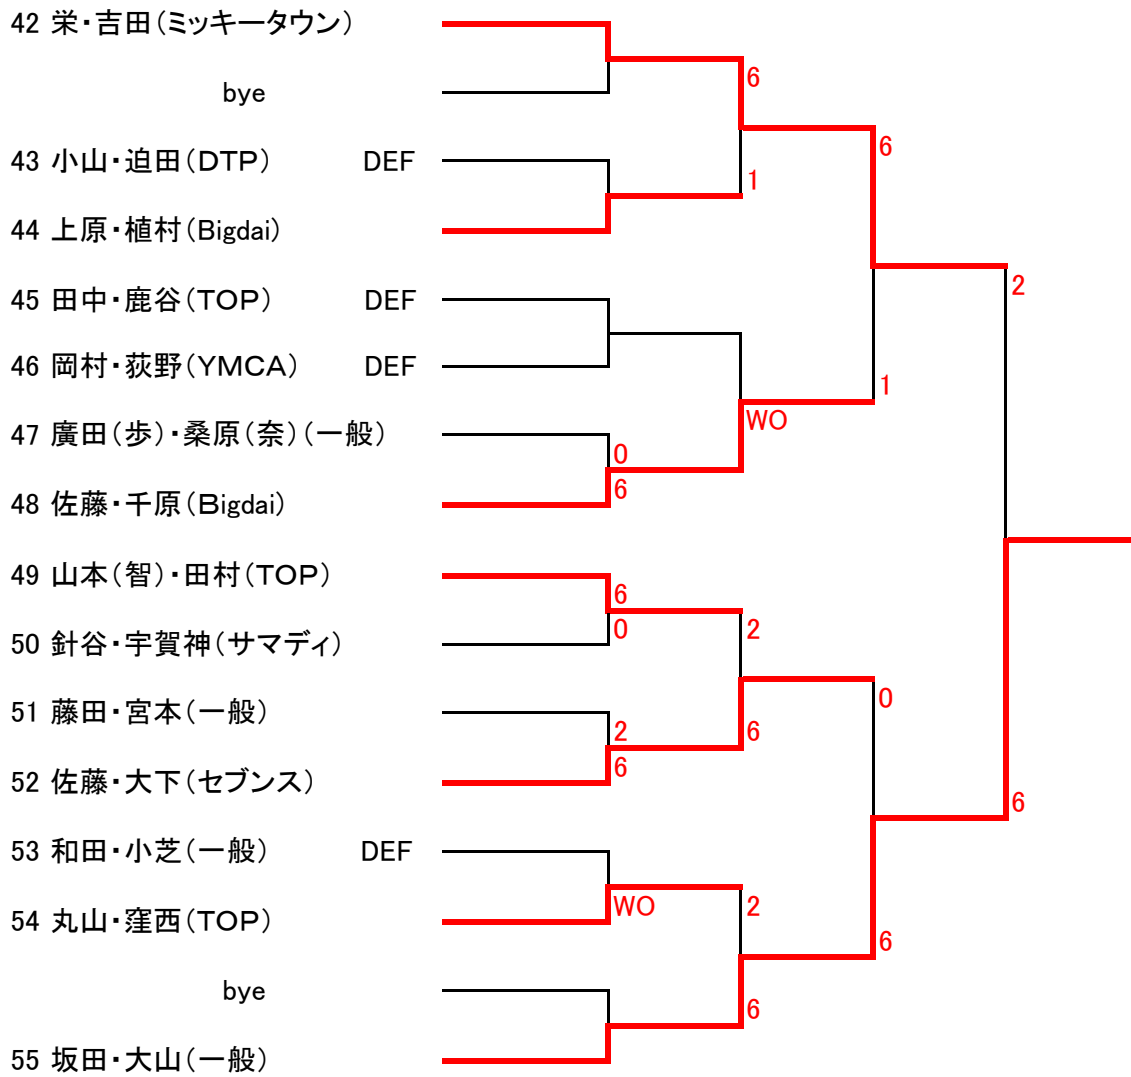 42 栄・吉田(ミッキータウン)
6
bye
6
43 小山・迫田(DTP) DEF
1
44 上原・植村(Bigdai)
2
45 田中・鹿谷(TOP) DEF
46 岡村・荻野(YMCA) DEF
1
WO
47 廣田(歩)・桑原(奈)(一般)
0
6
48 佐藤・千原(Bigdai)
49 山本(智)・田村(TOP)
6
0
2
50 針谷・宇賀神(サマディ)
0
51 藤田・宮本(一般)
2
6
6
52 佐藤・大下(セブンス)
6
53 和田・小芝(一般) DEF
WO
2
54 丸山・窪西(TOP)
6
bye
6
55 坂田・大山(一般)